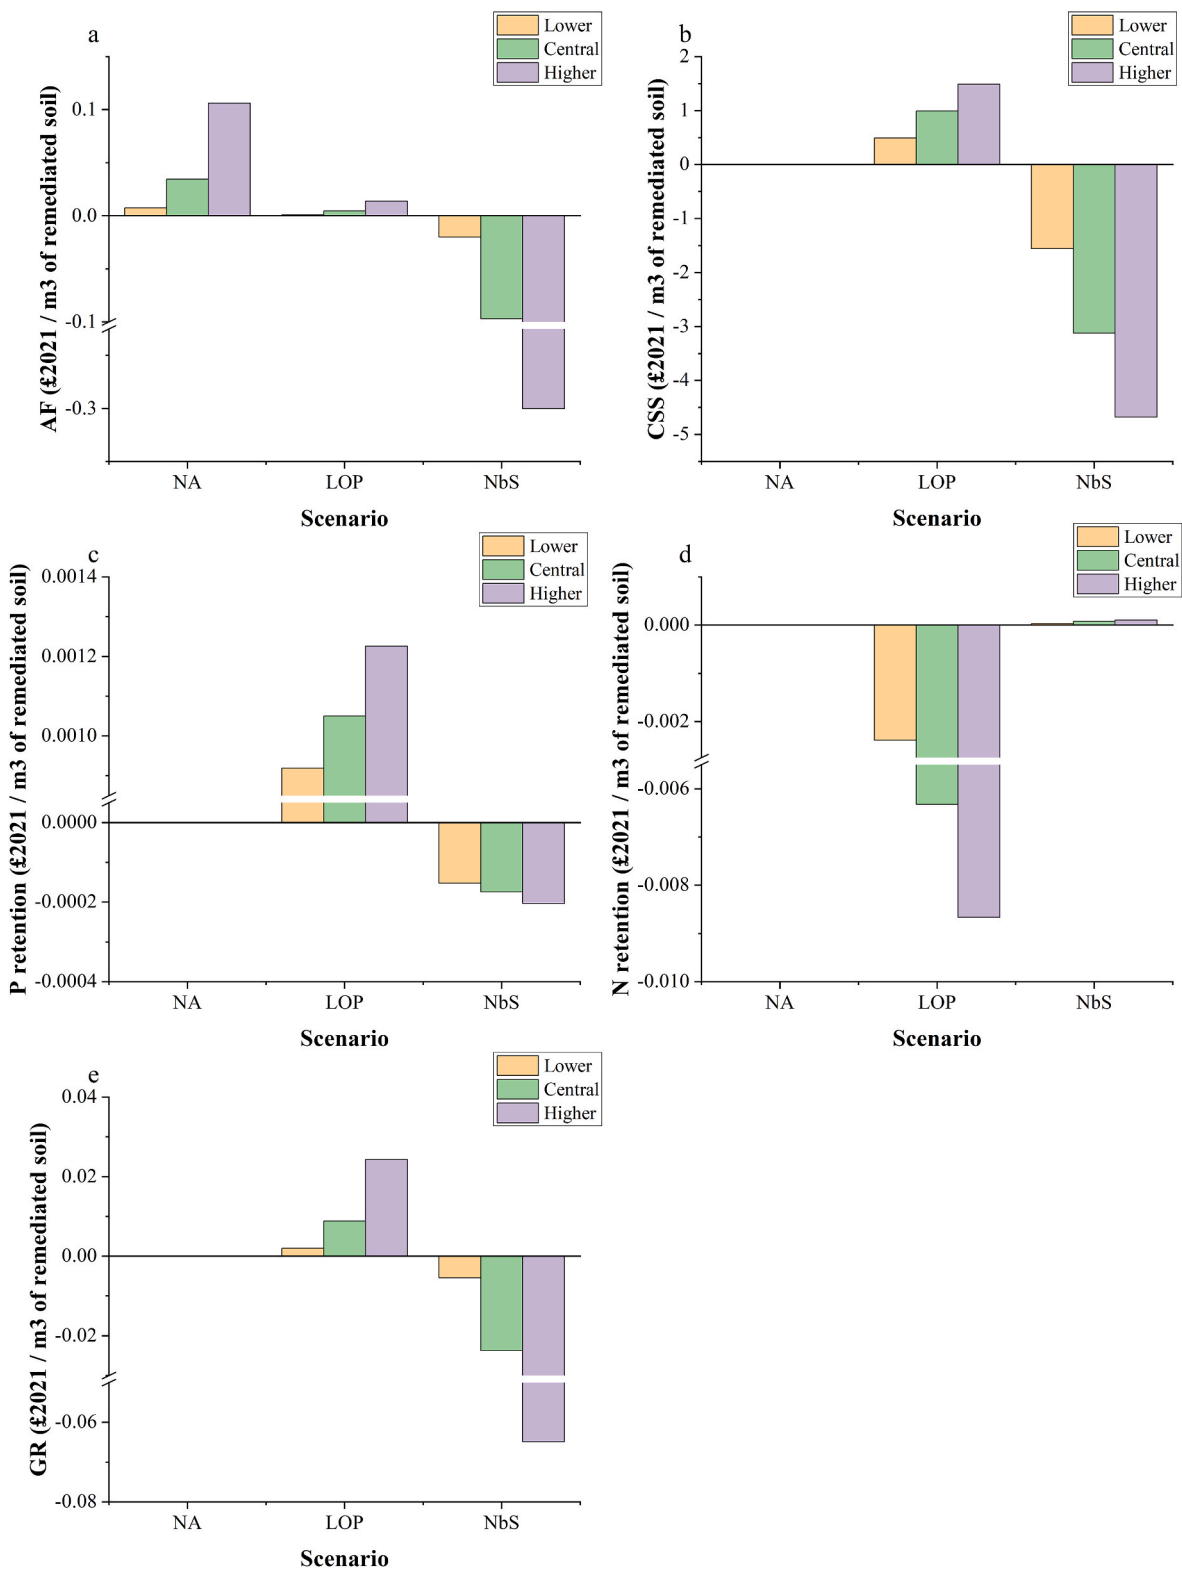 a
Lower
Central
Higher
AF (£2021 / m3 of remediated soil)
0.1
0.0
-0.1
-0.3
NA
LOP
NbS
Scenario
b
Lower
Central
Higher
CSS (£2021 / m3 of remediated soil)
2
1
0
-1
-2
-3
-4
-5
NA
LOP
NbS
Scenario
c
Lower
Central
Higher
P retention (£2021 / m3 of remediated soil)
0.0014
0.0012
0.0010
0.0000
-0.0002
-0.0004
NA
LOP
NbS
Scenario
d
Lower
Central
Higher
N retention (£2021 / m3 of remediated soil)
0.000
-0.002
-0.006
-0.008
-0.010
NA
LOP
NbS
Scenario
e
Lower
Central
Higher
GR (£2021 / m3 of remediated soil)
0.04
0.02
0.00
-0.02
-0.06
-0.08
NA
LOP
NbS
Scenario